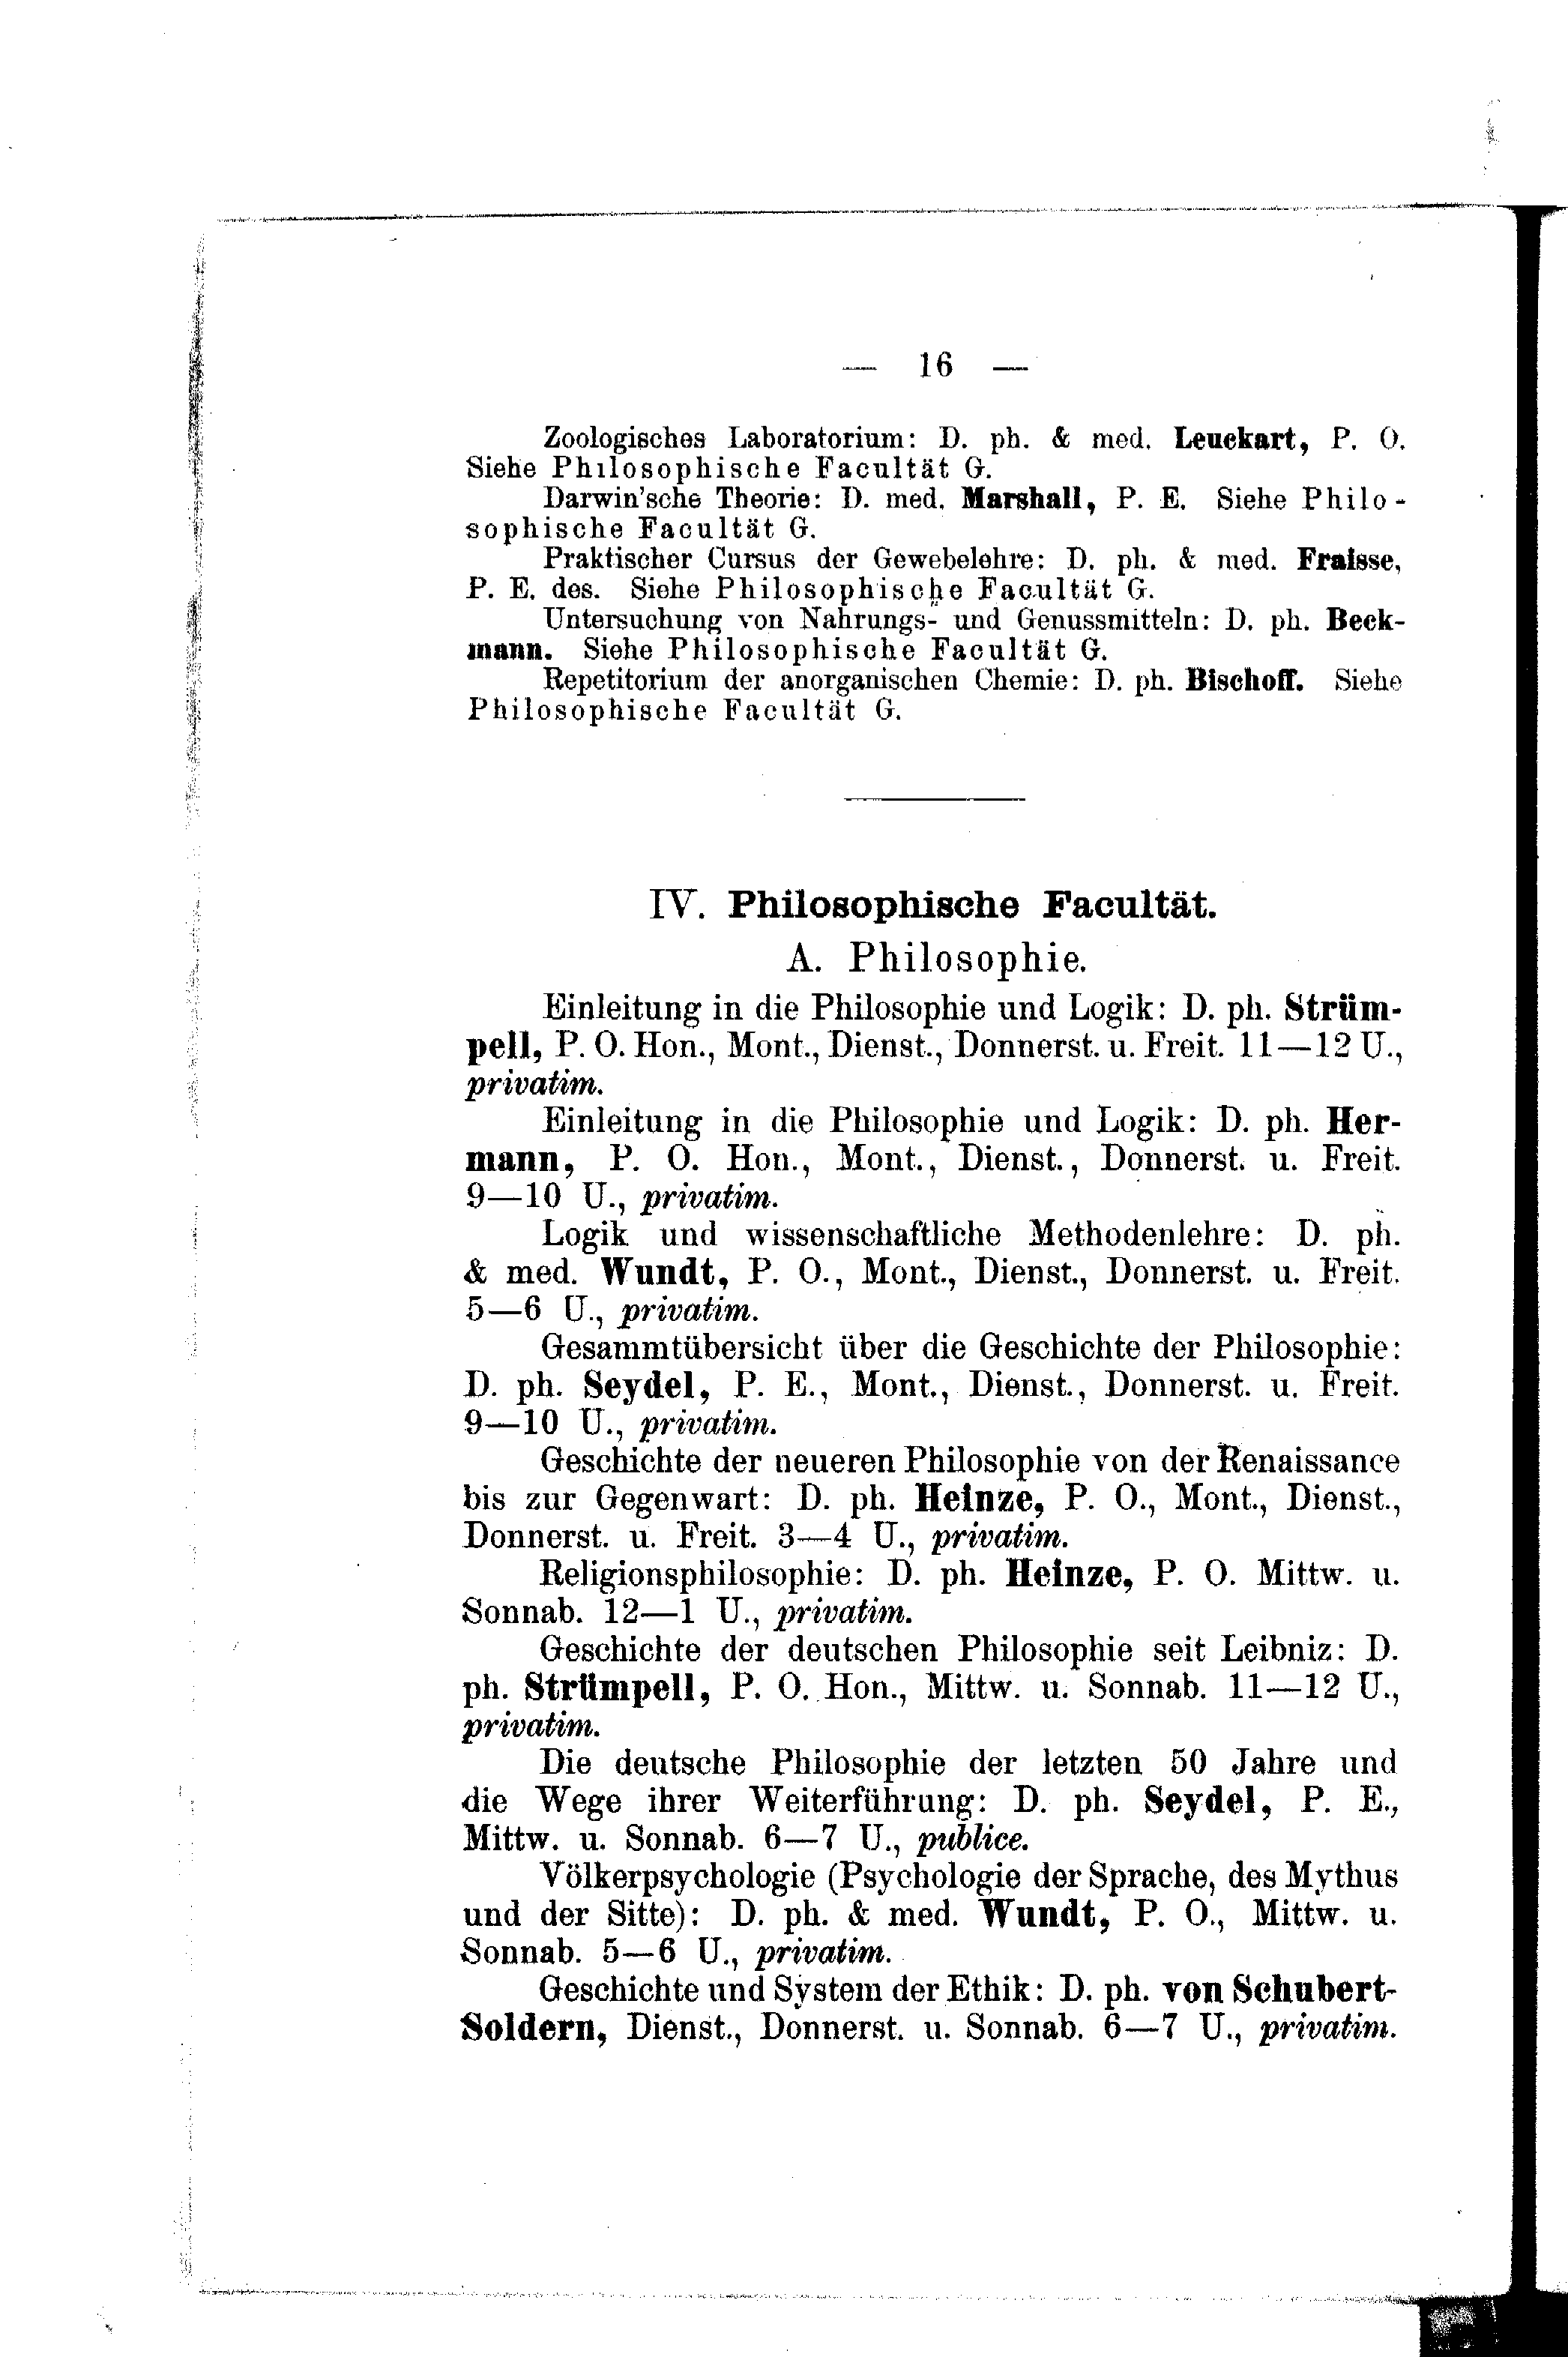 — 16 —
Zoologisches Laboratorium: D. ph. & med. Leuckart, P. O.
Siehe Philosophische Facultät G.
Darwin'sche Theorie: D. med. Marshall, P. E. Siehe Philo-
sophische Facultät G.
Praktischer Cursus der Gewebelehre: D. ph. & med. Fraisse,
P. E. des. Siehe Philosophische Facultät G.
Untersuchung von Nahrungs- und Genussmitteln: D. ph. Beck-
mann. Siehe Philosophische Facultät G.
Repetitorium der anorganischen Chemie: D. ph. Bischoff. Siehe
Philosophische Facultät G.
IV. Philosophische Facultät.
A. Philosophie.
Einleitung in die Philosophie und Logik: D. ph. Strüm-
pell, P. O. Hon., Mont., Dienst., Donnerst. u. Freit. 11—12 U.,
privatim.
Einleitung in die Philosophie und Logik: D. ph. Her-
mann, P. O. Hon., Mont., Dienst., Donnerst. u. Freit.
9—10 U., privatim.
Logik und wissenschaftliche Methodenlehre: D. ph.
& med. Wundt, P. O., Mont., Dienst., Donnerst. u. Freit.
5—6 U., privatim.
Gesammtübersicht über die Geschichte der Philosophie:
D. ph. Seydel, P. E., Mont., Dienst., Donnerst. u. Freit.
9—10 U., privatim.
Geschichte der neueren Philosophie von der Renaissance
bis zur Gegenwart: D. ph. Heinze, P. O., Mont., Dienst.,
Donnerst. u. Freit. 3—4 U., privatim.
Religionsphilosophie: D. ph. Heinze, P. O. Mittw. u.
Sonnab. 12—1 U., privatim.
Geschichte der deutschen Philosophie seit Leibniz: D.
ph. Strümpell, P. O. Hon., Mittw. u. Sonnab. 11—12 U.,
privatim.
Die deutsche Philosophie der letzten 50 Jahre und
die Wege ihrer Weiterführung: D. ph. Seydel, P. E.,
Mittw. u. Sonnab. 6—7 U., publice.
Völkerpsychologie (Psychologie der Sprache, des Mythus
und der Sitte): D. ph. & med. Wundt, P. O., Mittw. u.
Sonnab. 5—6 U., privatim.
Geschichte und System der Ethik: D. ph. von Schubert-
Soldern, Dienst., Donnerst. u. Sonnab. 6—7 U., privatim.